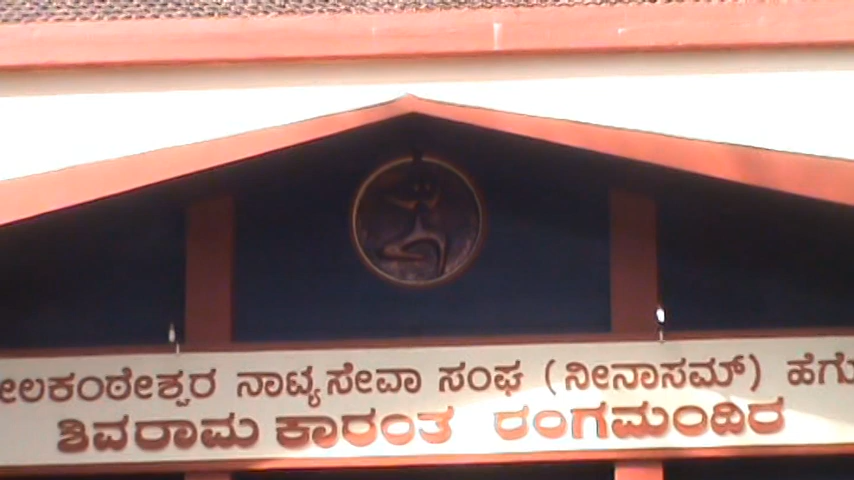 ೀಲಕಂಠೇಶ್ವರ ನಾಟ್ಯಸೇವಾ ಸಂಘ (ನೀನಾಸಮ್) ಹೆಗ್ಗೊ
ಶಿವರಾಮ ಕಾರಂತ ರಂಗಮಂದಿರ